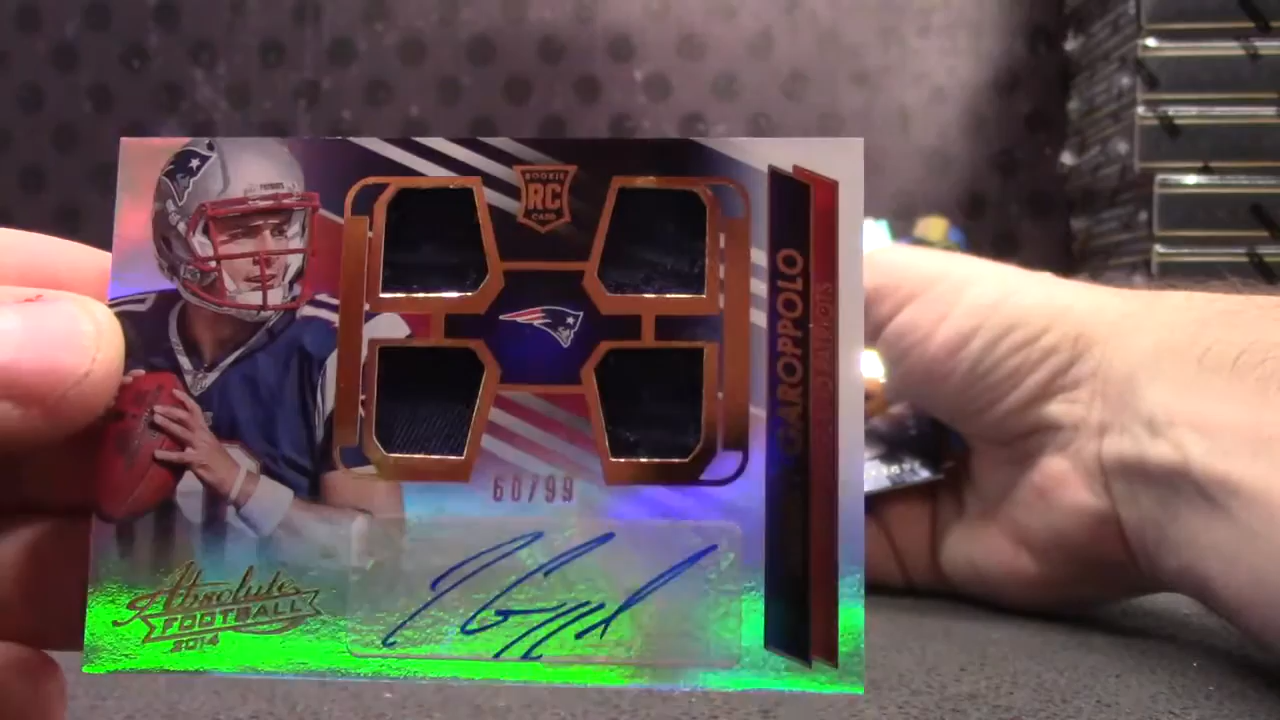 PATRIOTS
ROOKIE
RC
CARD
GAROPPOLO
60/99
Absolute
FOOTBALL
2014